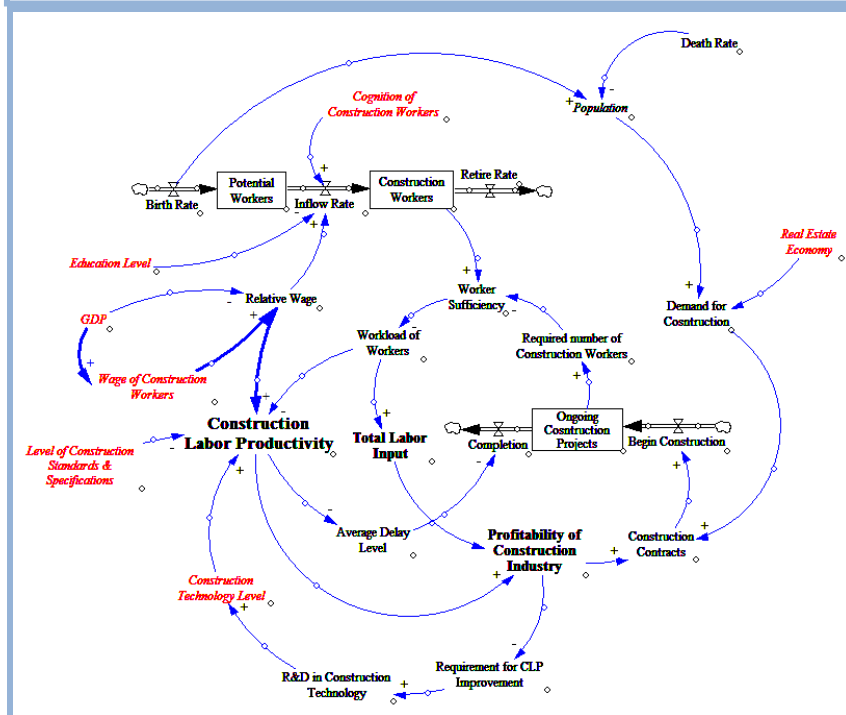 Death Rate
Cognition of
Construction Workers
Population
Potential
Workers
Construction
Workers
Retire Rate
Birth Rate
Inflow Rate
Education Level
Real Estate
Economy
Relative Wage
Worker
Sufficiency
GDP
Demand for
Cosntruction
Workload of
Workers
Required number of
Construction Workers
Wage of Construction
Workers
Construction
Labor Productivity
Total Labor
Input
Ongoing
Cosntruction
Projects
Completion
Begin Construction
Level of Construction
Standards &
Specifications
Average Delay
Level
Profitability of
Construction
Industry
Construction
Contracts
Construction
Technology Level
R&D in Construction
Technology
Requirement for CLP
Improvement